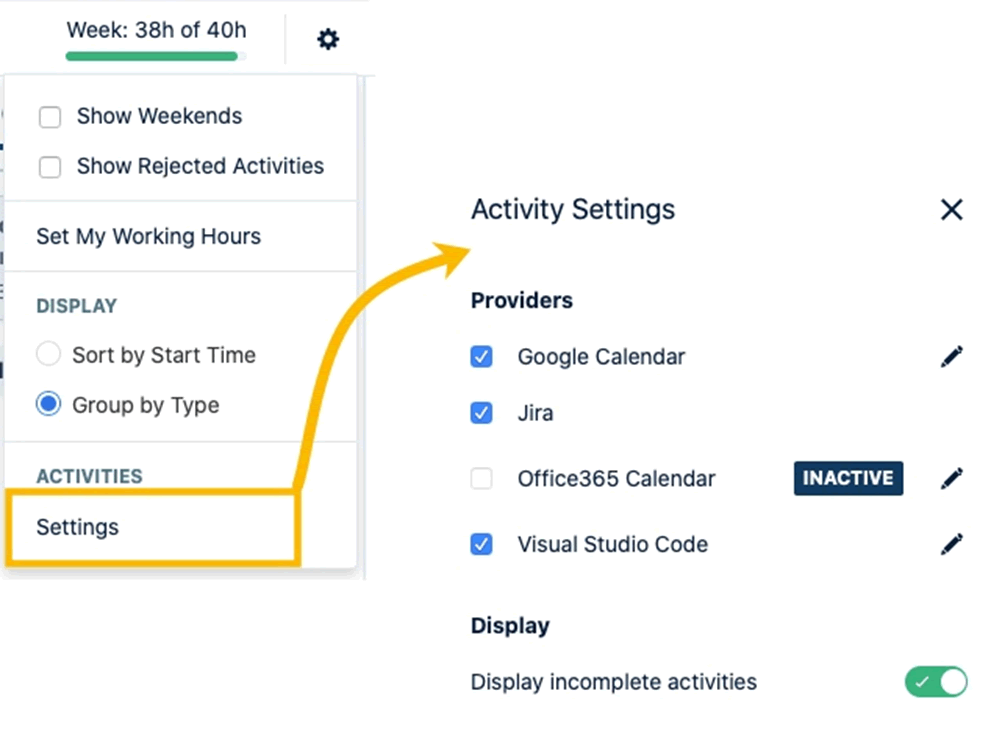 Week: 38h of 40h
Show Weekends
Show Rejected Activities
Set My Working Hours
DISPLAY
Sort by Start Time
Group by Type
ACTIVITIES
Settings
Activity Settings
Providers
Google Calendar
Jira
Office365 Calendar INACTIVE
Visual Studio Code
Display
Display incomplete activities